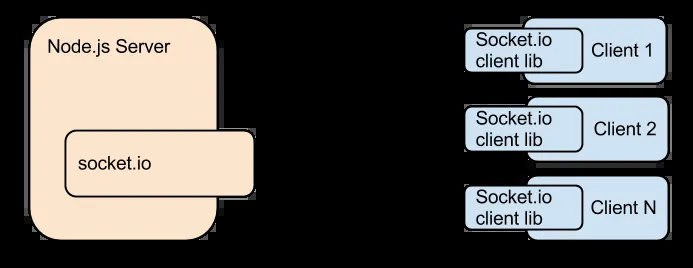 Node.js Server
socket.io
Socket.io
client lib
Client 1
Socket.io
client lib
Client 2
Socket.io
client lib
Client N